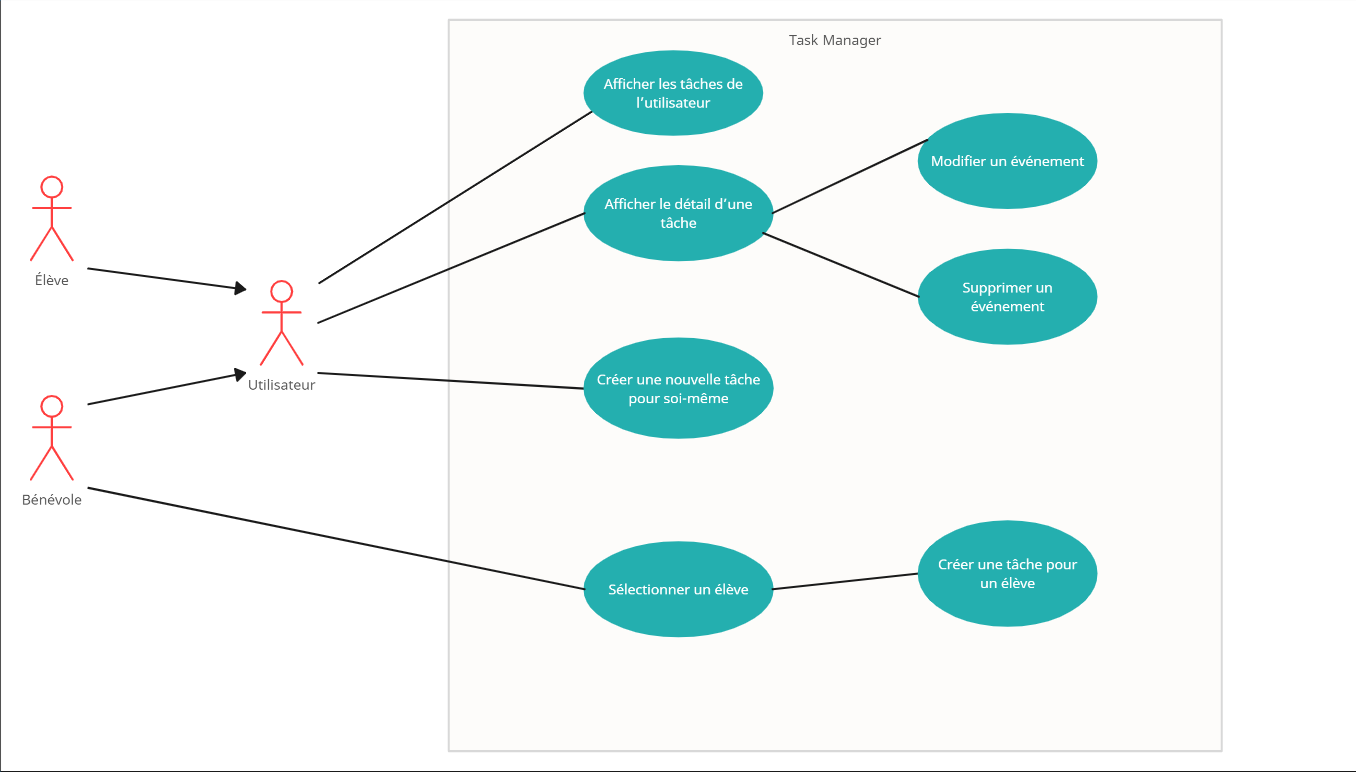 Task Manager
Afficher les tâches de
l’utilisateur
Modifier un événement
Afficher le détail d’une
tâche
Élève
Supprimer un
événement
Utilisateur
Créer une nouvelle tâche
pour soi-même
Bénévole
Sélectionner un élève
Créer une tâche pour
un élève